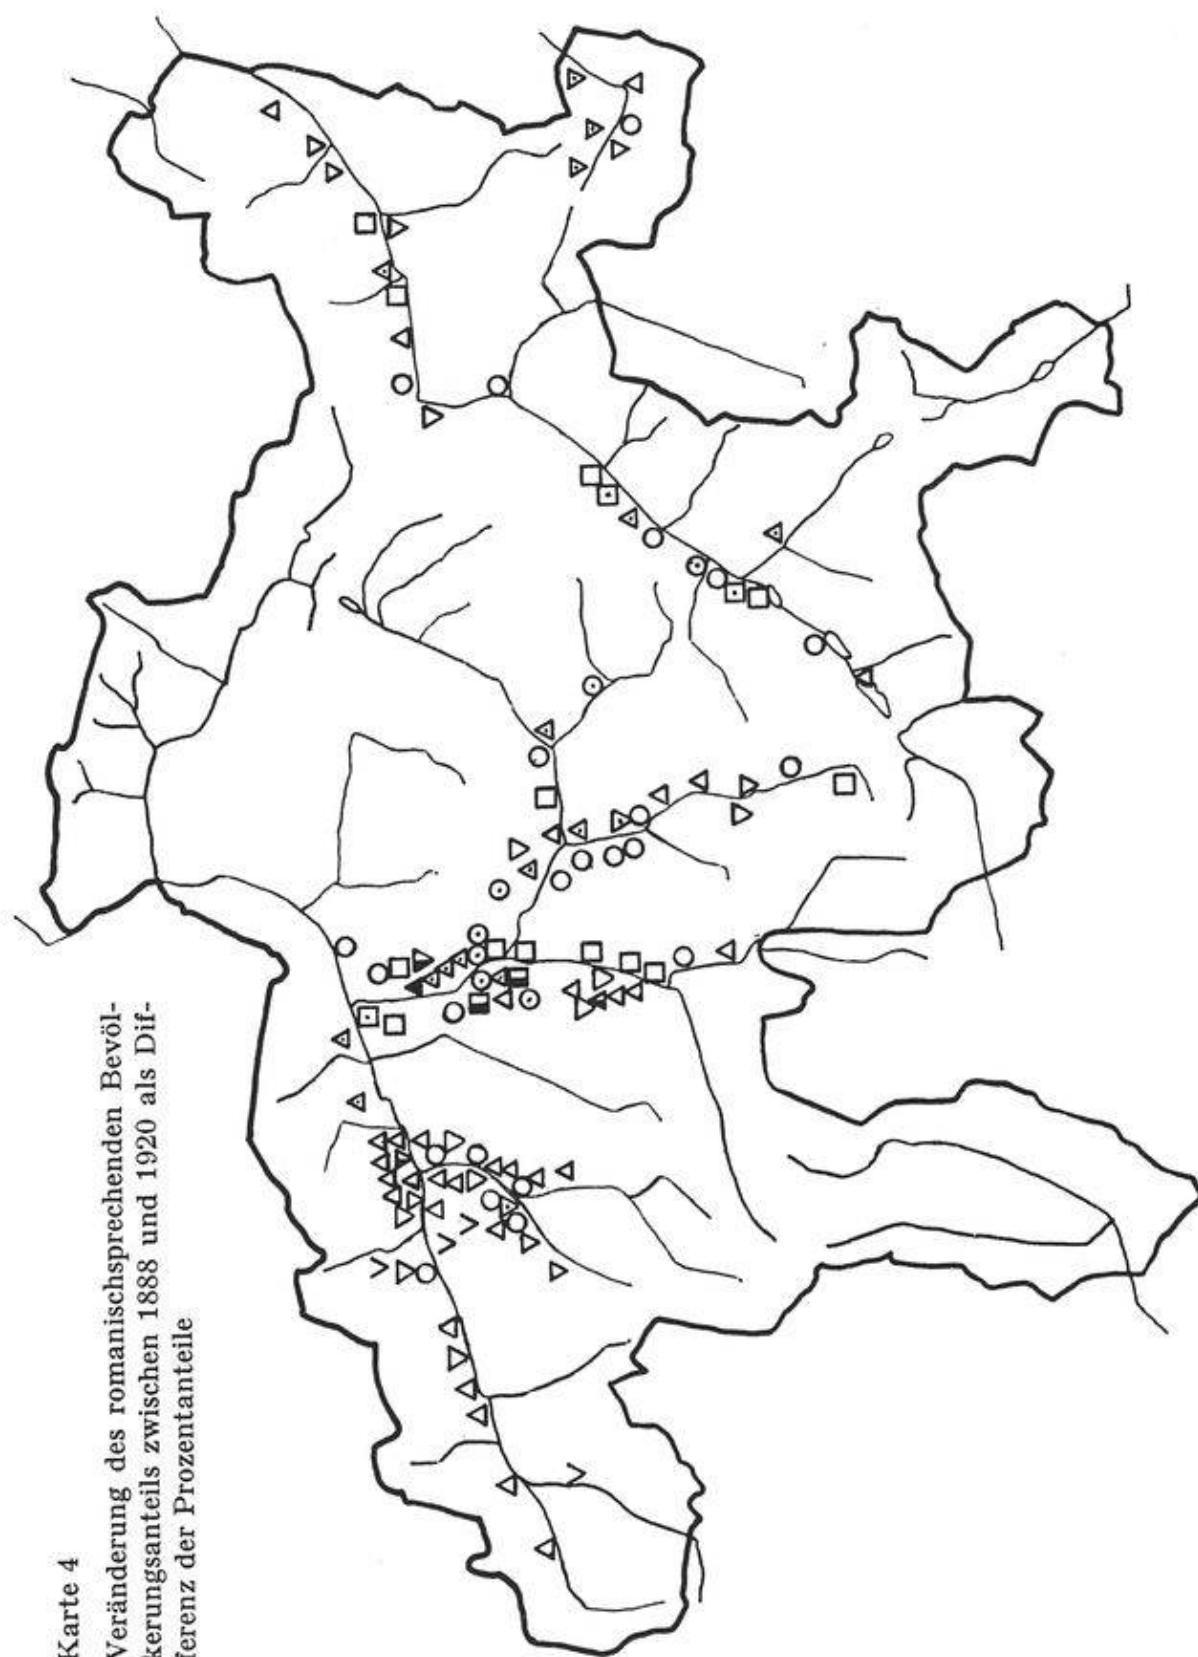 Karte 4
Veränderung des romanischsprechenden Bevöl-
kerungsanteils zwischen 1888 und 1920 als Dif-
ferenz der Prozentanteile